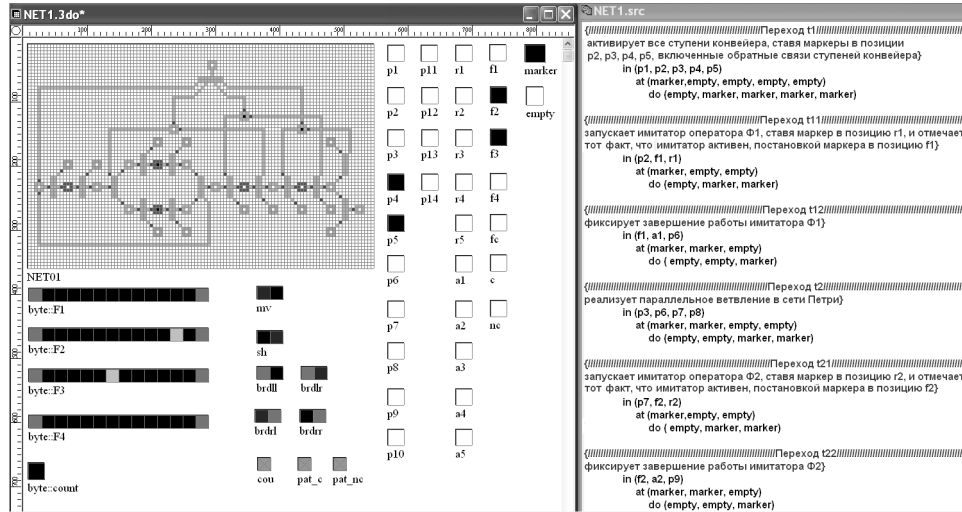 NET1.3do*
NET1.src
100 200 300 400 500 600 700 800
p1 p11 r1 f1 marker
p2 p12 r2 f2 empty
p3 p13 r3 f3
p4 p14 r4 f4
p5 r5 fc
p6 a1 c
p7 a2 nc
p8 a3
p9 a4
p10 a5
NET01
byte::F1 mv
byte::F2 sh
byte::F3 brdll brdlr
byte::F4 brdrl brdrr
byte::count cou pat_c pat_nc
{Переход t1
активирует все ступени конвейера, ставя маркеры в позиции
p2, p3, p4, p5, включенные обратные связи ступеней конвейера}
in (p1, p2, p3, p4, p5)
at (marker,empty, empty, empty, empty)
do (empty, marker, marker, marker, marker)
Переход t11
запускает имитатор оператора Ф1, ставя маркер в позицию r1, и отмечает
тот факт, что имитатор активен, постановкой маркера в позицию f1}
in (p2, f1, r1)
at (marker, empty, empty)
do (empty, marker, marker)
Переход t12
фиксирует завершение работы имитатора Ф1}
in (f1, a1, p6)
at (marker, marker, empty)
do ( empty, empty, marker)
Переход t2
реализует параллельное ветвление в сети Петри}
in (p3, p6, p7, p8)
at (marker, marker, empty, empty)
do (empty, empty, marker, marker)
Переход t21
запускает имитатор оператора Ф2, ставя маркер в позицию r2, и отмечает
тот факт, что имитатор активен, постановкой маркера в позицию f2}
in (p7, f2, r2)
at (marker,empty, empty)
do ( empty, marker, marker)
Переход t22
фиксирует завершение работы имитатора Ф2}
in (f2, a2, p9)
at (marker, marker, empty)
do (empty, empty, marker)